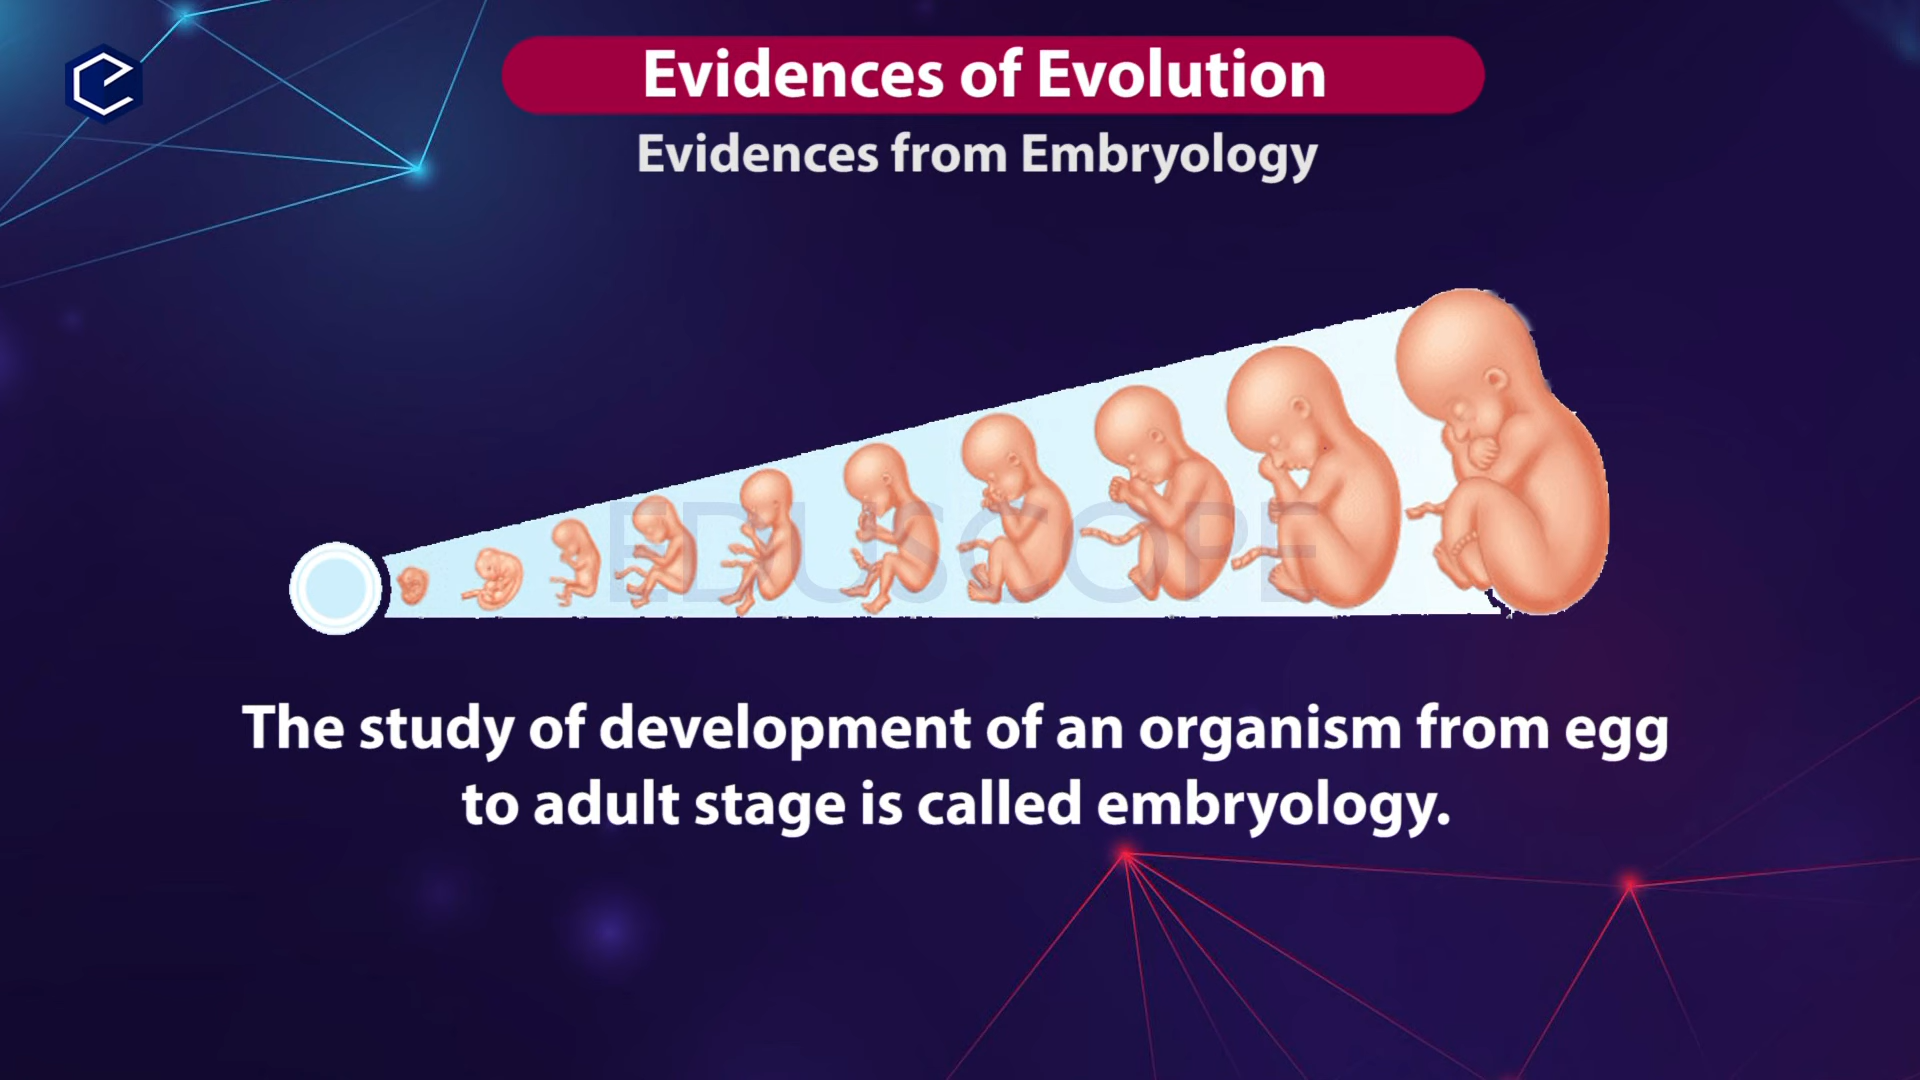 Evidences of Evolution
Evidences from Embryology
EDUSCOPE
The study of development of an organism from egg
to adult stage is called embryology.